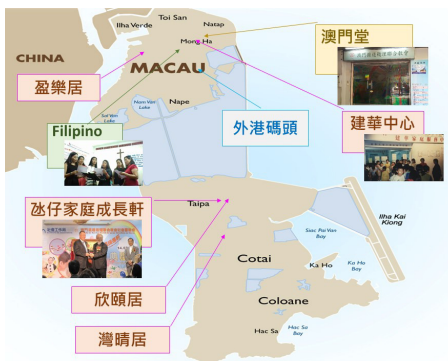 Toi San
Ilha Verde
Natap
澳門堂
Mong Ha
CHINA
MACAU
盈樂居
Nam Van
Lake
Nape
Sai Van
Lake
外港碼頭
建華中心
Filipino
氹仔家庭成長軒
Taipa
Ilha Kai
Kiong
Siac Pai Van
Bay
Cotai
Ka Ho
Ka Ho
Bay
欣頤居
Coloane
灣晴居
Hac Sa
Hac Sa
Bay